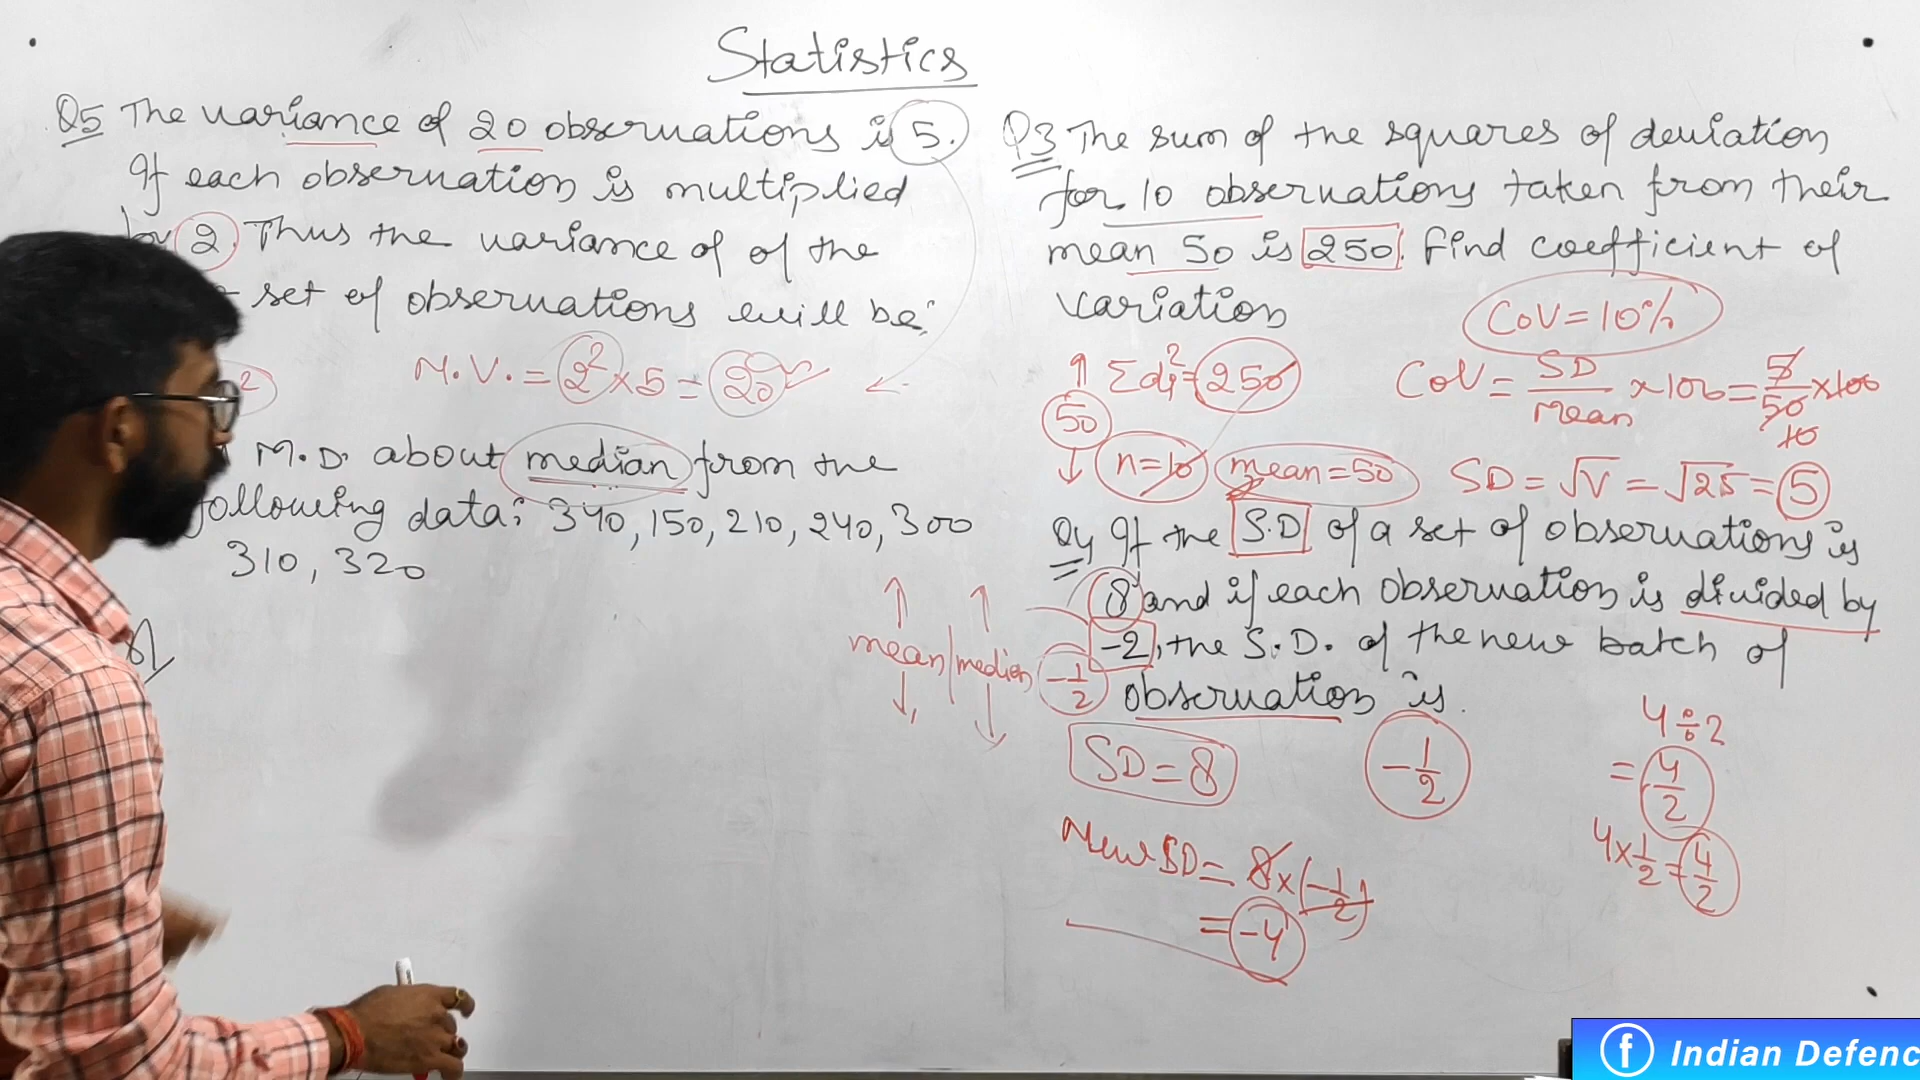 Statistics
Q5 The variance of 20 observations is 5.
If each observation is multiplied
by 2. Thus the variance of of the
set of observations will be:
N.V. = 2² × 5 = 20
2
M.D. about median from the
following data: 340, 150, 210, 240, 300
310, 320
mean | median
Q3 The sum of the squares of deviation
for 10 observations taken from their
mean 50 is 250. Find coefficient of
variation
CoV = 10%
Σdi² = 250
CoV = SD/Mean × 100 = 5/50 × 100
10
50
n = 10 mean = 50
SD = √V = √25 = 5
Q4 If the S.D of a set of observations is
8 and if each observation is divided by
-2, the S.D. of the new batch of
-1/2
observation is.
SD = 8
-1/2
4 ÷ 2
= 4/2
4 × 1/2 = 4/2
New SD = 8 × (-1/2)
= -4
f Indian Defenc